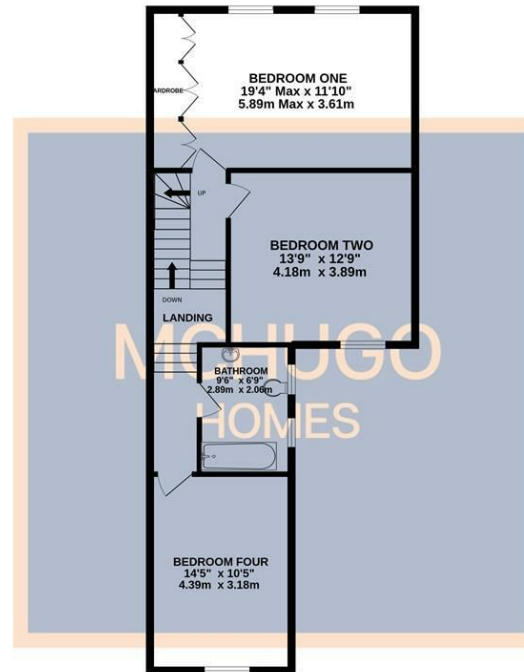 BEDROOM ONE
19'4" Max x 11'10"
5.89m Max x 3.61m
ARDROBE
UP
BEDROOM TWO
13'9" x 12'9"
4.18m x 3.89m
DOWN
LANDING
MCHUGO
HOMES
BATHROOM
9'6" x 6'9"
2.89m x 2.06m
BEDROOM FOUR
14'5" x 10'5"
4.39m x 3.18m